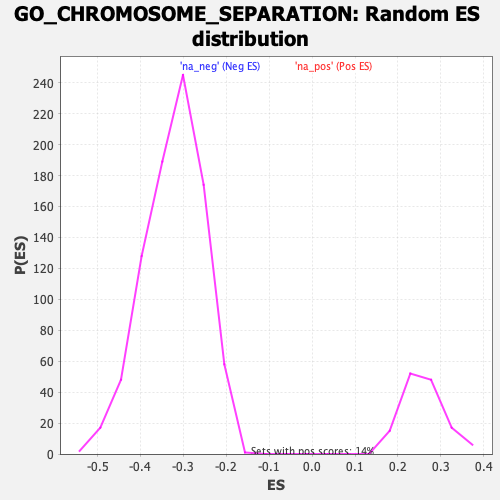 GO_CHROMOSOME_SEPARATION: Random ES
distribution
'na_neg' (Neg ES) 'na_pos' (Pos ES)
240
220
200
180
160
140
120
100
80
60
40
20
0
P(ES)
Sets with pos scores: 14%
-0.5 -0.4 -0.3 -0.2 -0.1 0.0 0.1 0.2 0.3 0.4
ES